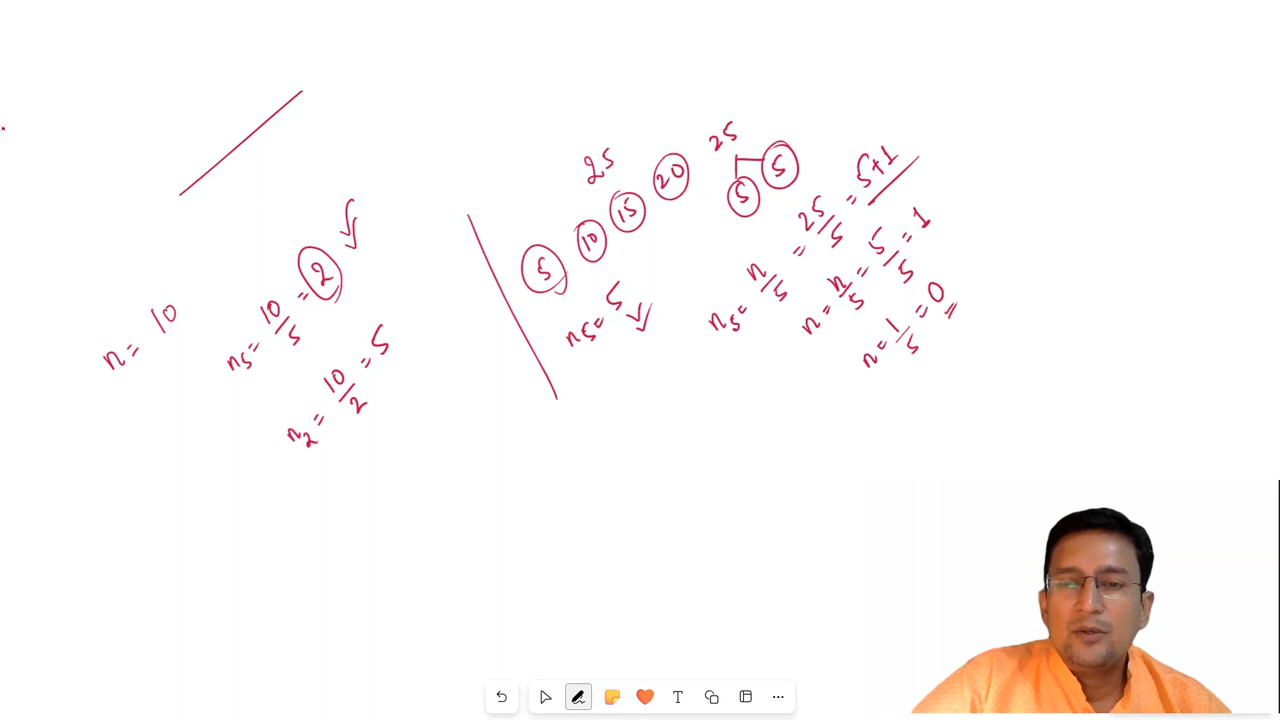 n = 10
n5 = 10/5 = 2
n2 = 10/2 = 5
25
5 10 15 20
25
5 5
n5 = 5
n5 = n/5 = 25/5 = 5+1
n = n/5 = 5/5 = 1
n = 1/5 = 0
T